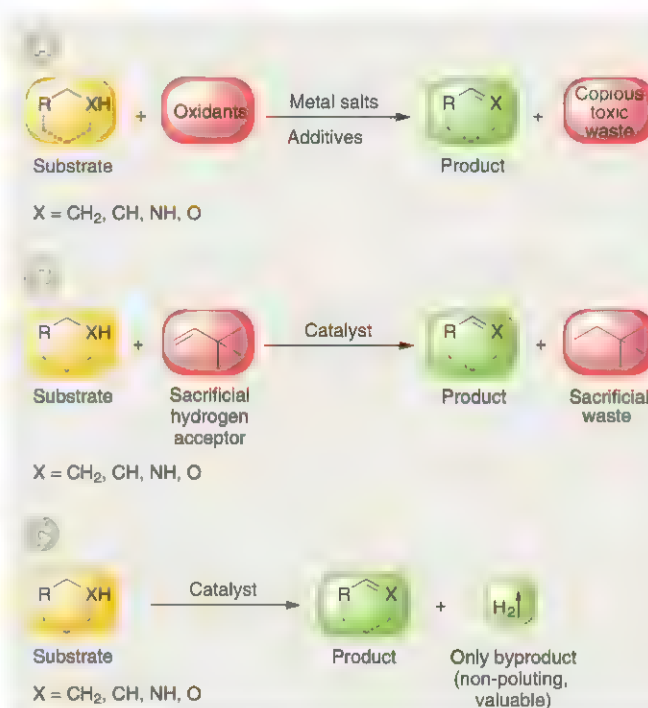 R XH + Oxidants Metal salts R X + Copious toxic waste
Additives
Substrate Product
X = CH₂, CH, NH, O
R XH + Catalyst R X +
Substrate Sacrificial hydrogen acceptor Product Sacrificial waste
X = CH₂, CH, NH, O
R XH Catalyst R X + H₂
Substrate Product Only byproduct
(non-poluting,
valuable)
X = CH₂, CH, NH, O